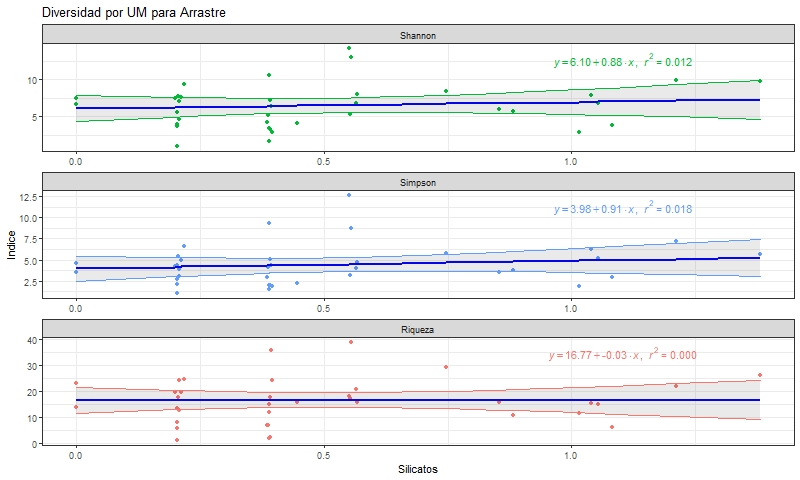 Diversidad por UM para Arrastre
Shannon
y = 6.10 + 0.88 · x, r² = 0.012
10
5
0.0 0.5 1.0
Simpson
y = 3.98 + 0.91 · x, r² = 0.018
12.5
10.0
7.5
5.0
2.5
0.0 0.5 1.0
Riqueza
y = 16.77 + -0.03 · x, r² = 0.000
40
30
20
10
0
0.0 0.5 1.0
Indice
Silicatos